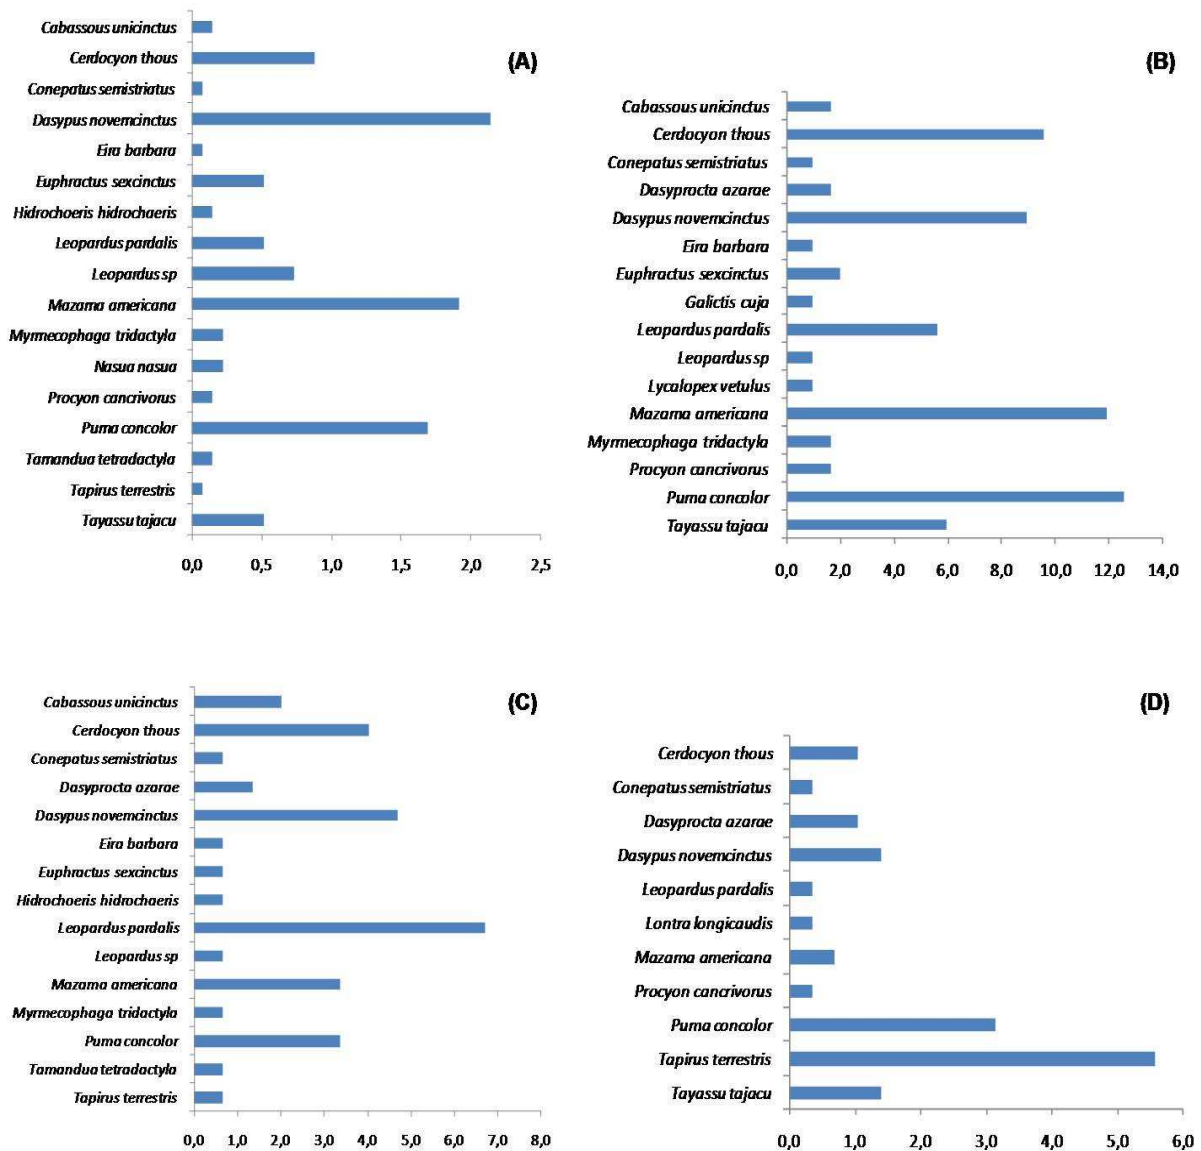 (A)
Cabassous unicinctus
Cerdocyon thous
Conepatus semistriatus
Dasypus novemcinctus
Eira barbara
Euphractus sexcinctus
Hidrochoeris hidrochaeris
Leopardus pardalis
Leopardus sp
Mazama americana
Myrmecophaga tridactyla
Nasua nasua
Procyon cancrivorus
Puma concolor
Tamandua tetradactyla
Tapirus terrestris
Tayassu tajacu
0,0 0,5 1,0 1,5 2,0 2,5
(B)
Cabassous unicinctus
Cerdocyon thous
Conepatus semistriatus
Dasyprocta azarae
Dasypus novemcinctus
Eira barbara
Euphractus sexcinctus
Galictis cuja
Leopardus pardalis
Leopardus sp
Lycalopex vetulus
Mazama americana
Myrmecophaga tridactyla
Procyon cancrivorus
Puma concolor
Tayassu tajacu
0,0 2,0 4,0 6,0 8,0 10,0 12,0 14,0
(C)
Cabassous unicinctus
Cerdocyon thous
Conepatus semistriatus
Dasyprocta azarae
Dasypus novemcinctus
Eira barbara
Euphractus sexcinctus
Hidrochoeris hidrochaeris
Leopardus pardalis
Leopardus sp
Mazama americana
Myrmecophaga tridactyla
Puma concolor
Tamandua tetradactyla
Tapirus terrestris
0,0 1,0 2,0 3,0 4,0 5,0 6,0 7,0 8,0
(D)
Cerdocyon thous
Conepatus semistriatus
Dasyprocta azarae
Dasypus novemcinctus
Leopardus pardalis
Lontra longicaudis
Mazama americana
Procyon cancrivorus
Puma concolor
Tapirus terrestris
Tayassu tajacu
0,0 1,0 2,0 3,0 4,0 5,0 6,0